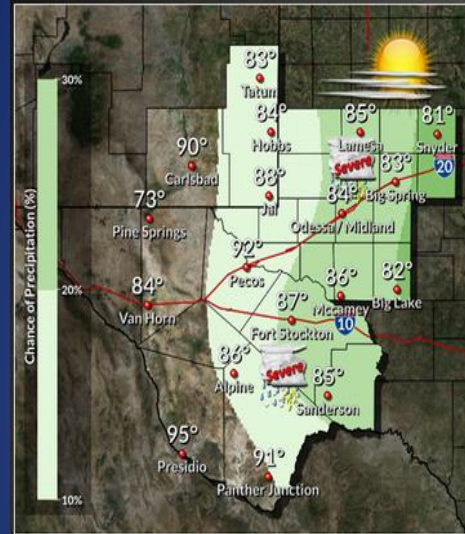 30%
20%
10%
Chance of Precipitation (%)
83°
Tatum
84°
Hobbs
85°
Lamesa
81°
Snyder
Severe
20
90°
Carlsbad
88°
Jal
83°
Big Spring
84°
Odessa / Midland
73°
Pine Springs
92°
Pecos
84°
Van Horn
86°
Mccamey
82°
Big Lake
87°
Fort Stockton
10
86°
Alpine
Severe
85°
Sanderson
95°
Presidio
91°
Panther Junction